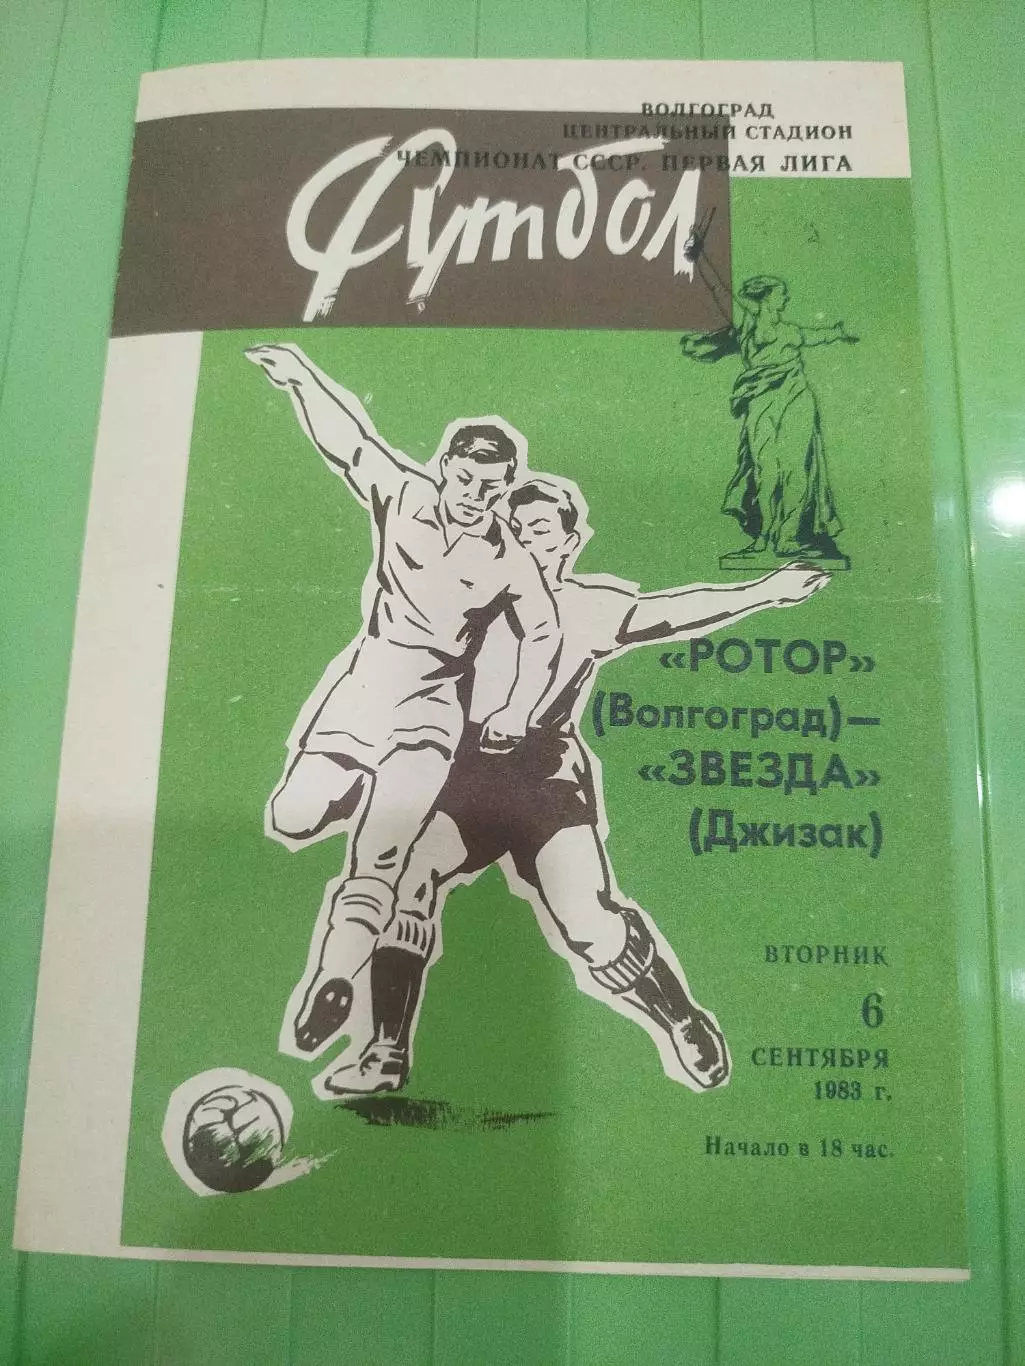 ВОЛГОГРАД
ЦЕНТРАЛЬНЫЙ СТАДИОН
ЧЕМПИОНАТ СССР. ПЕРВАЯ ЛИГА
Футбол
«РОТОР»
(Волгоград)—
«ЗВЕЗДА»
(Джизак)
ВТОРНИК
6
СЕНТЯБРЯ
1983 г.
Начало в 18 час.